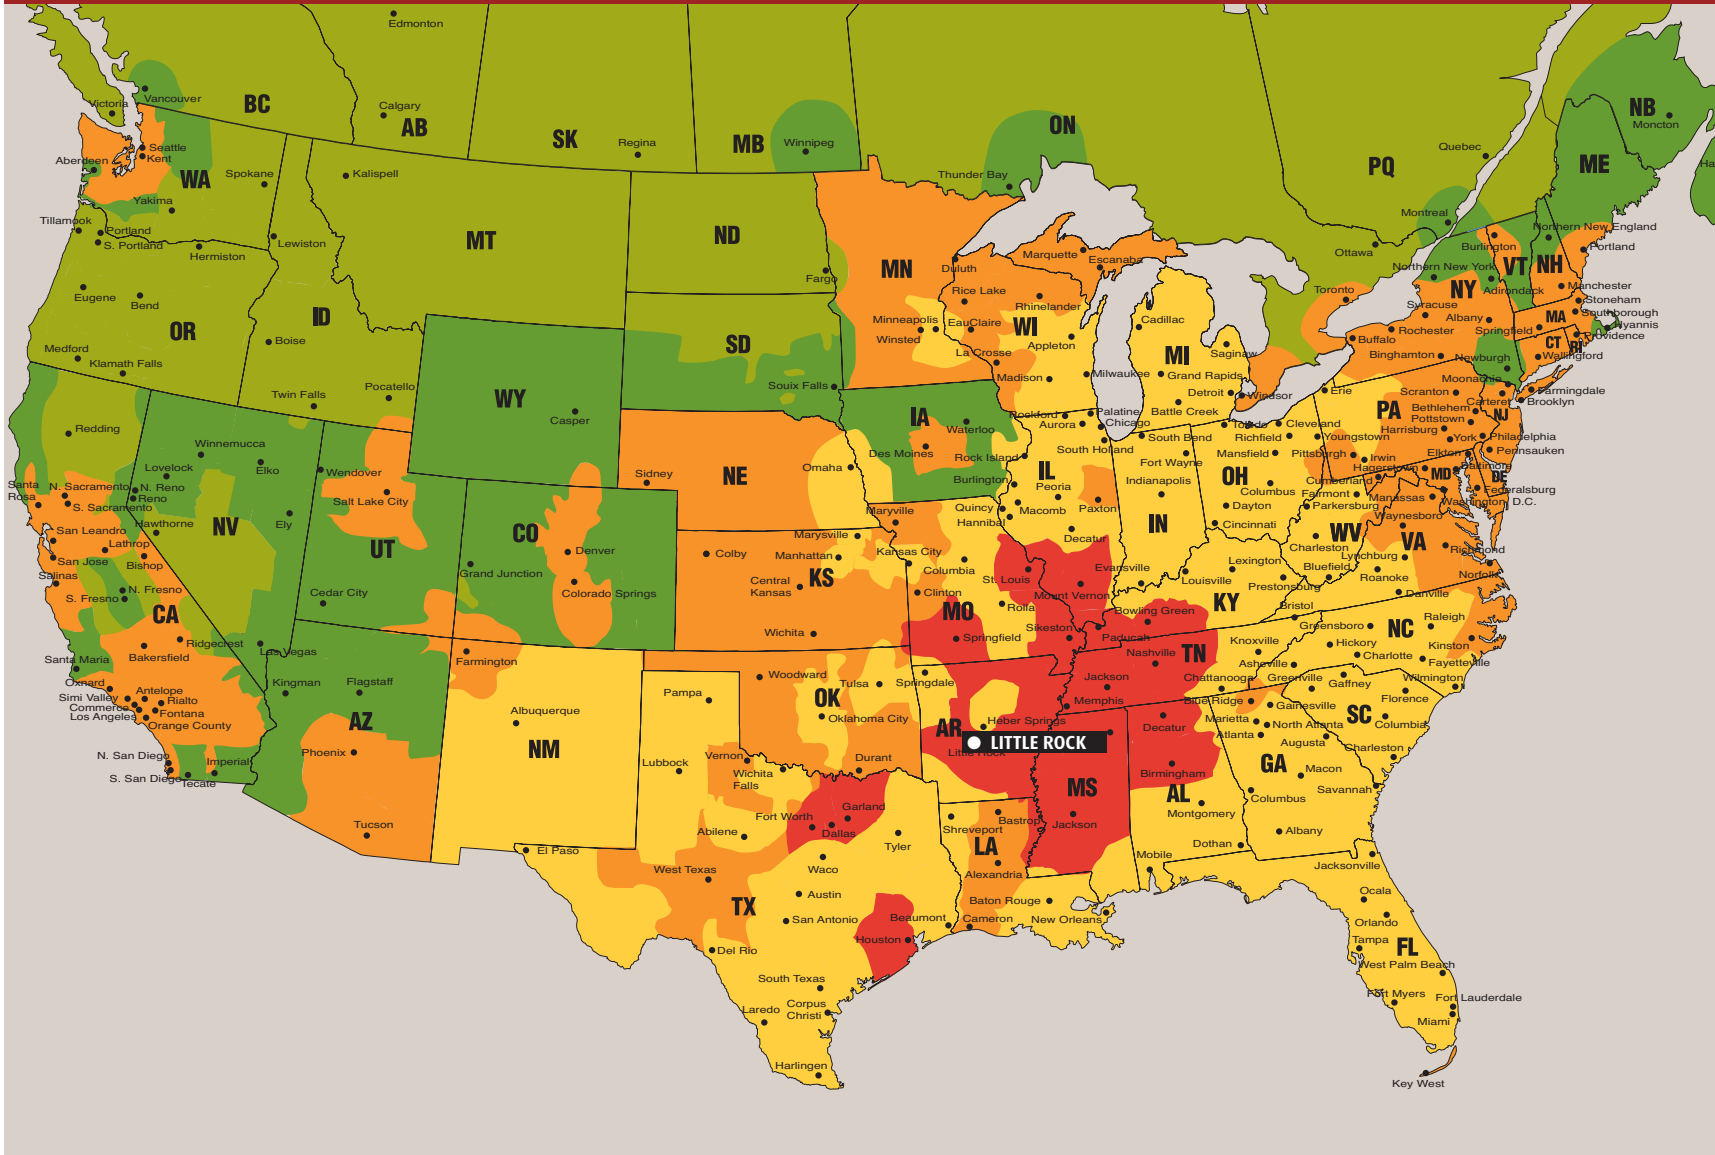 Edmonton
Victoria
Vancouver
BC
Calgary
AB
SK
Regina
MB
Winnipeg
ON
Thunder Bay
PQ
Quebec
Montreal
Ottawa
Toronto
Windsor
NB
Moncton
Ha
ME
Seattle
Kent
Aberdeen
WA
Spokane
Yakima
Tillamook
Portland
S. Portland
Hermiston
Lewiston
Kalispell
MT
Eugene
Bend
OR
Medford
Klamath Falls
ID
Boise
Twin Falls
Pocatello
ND
Fargo
SD
Souix Falls
WY
Casper
MN
Duluth
Minneapolis
Winsted
Marquette
Escanaba
Rice Lake
Rhinelander
EauClaire
WI
Appleton
La Crosse
Madison
Milwaukee
Cadillac
MI
Saginaw
Grand Rapids
Detroit
Battle Creek
Northern New England
Burlington
Portland
VT
NH
Northern New York
Adirondack
Manchester
Stoneham
Southborough
Hyannis
Providence
NY
Syracuse
Albany
Rochester
Buffalo
Binghamton
Springfield
MA
CT
RI
Wallingford
Newburgh
Moonachie
Farmingdale
Brooklyn
Carteret
NJ
Redding
Winnemucca
Lovelock
Elko
N. Reno
Reno
Santa
Rosa
N. Sacramento
S. Sacramento
Hawthorne
NV
Ely
San Leandro
Lathrop
San Jose
Bishop
Salinas
N. Fresno
S. Fresno
CA
Ridgecrest
Bakersfield
Las Vegas
Santa Maria
Oxnard
Simi Valley
Antelope
Rialto
Commerce
Fontana
Los Angeles
Orange County
N. San Diego
S. San Diego
Imperial
Tecate
Wendover
Salt Lake City
UT
Cedar City
Kingman
Flagstaff
AZ
Phoenix
Tucson
CO
Denver
Grand Junction
Colorado Springs
Farmington
Albuquerque
NM
El Paso
Sidney
NE
Omaha
IA
Waterloo
Des Moines
Rock Island
Burlington
Colby
Marysville
Manhattan
KS
Central
Kansas
Wichita
Maryville
Kansas City
Columbia
Clinton
MO
St. Louis
Rolla
Springfield
Sikeston
Quincy
Hannibal
Rockford
Aurora
Palatine
Chicago
South Holland
IL
Peoria
Macomb
Paxton
Decatur
Mount Vernon
South Bend
Fort Wayne
Indianapolis
IN
Evansville
Toledo
Cleveland
Richfield
Mansfield
Youngstown
OH
Columbus
Dayton
Cincinnati
Erie
PA
Scranton
Bethlehem
Pottstown
Harrisburg
York
Philadelphia
Pennsauken
Pittsburgh
Irwin
Hagerstown
Elkton
Baltimore
MD
DE
Cumberland
Fairmont
Manassas
Washington D.C.
Federalsburg
Parkersburg
WV
Charleston
Bluefield
Waynesboro
VA
Richmond
Lynchburg
Roanoke
Norfolk
Danville
Lexington
Louisville
Prestonsburg
KY
Bowling Green
Paducah
Bristol
Nashville
TN
Jackson
Memphis
Knoxville
Chattanooga
Greensboro
Raleigh
NC
Hickory
Charlotte
Kinston
Fayetteville
Asheville
Wilmington
Greenville
Gaffney
Florence
SC
Columbia
Charleston
Blue Ridge
Gainesville
Marietta
North Atlanta
Atlanta
Augusta
GA
Macon
Savannah
Columbus
Albany
Decatur
Birmingham
AL
Montgomery
Dothan
Mobile
MS
Jackson
Springdale
Heber Springs
AR
LITTLE ROCK
Little Rock
Woodward
Tulsa
OK
Oklahoma City
Durant
Pampa
Lubbock
Vernon
Wichita
Falls
Garland
Fort Worth
Dallas
Abilene
Tyler
Waco
West Texas
TX
Austin
San Antonio
Del Rio
Houston
Beaumont
South Texas
Laredo
Corpus
Christi
Harlingen
Shreveport
Bastrop
LA
Alexandria
Baton Rouge
Cameron
New Orleans
Jacksonville
Ocala
Orlando
Tampa
FL
West Palm Beach
Fort Myers
Fort Lauderdale
Miami
Key West